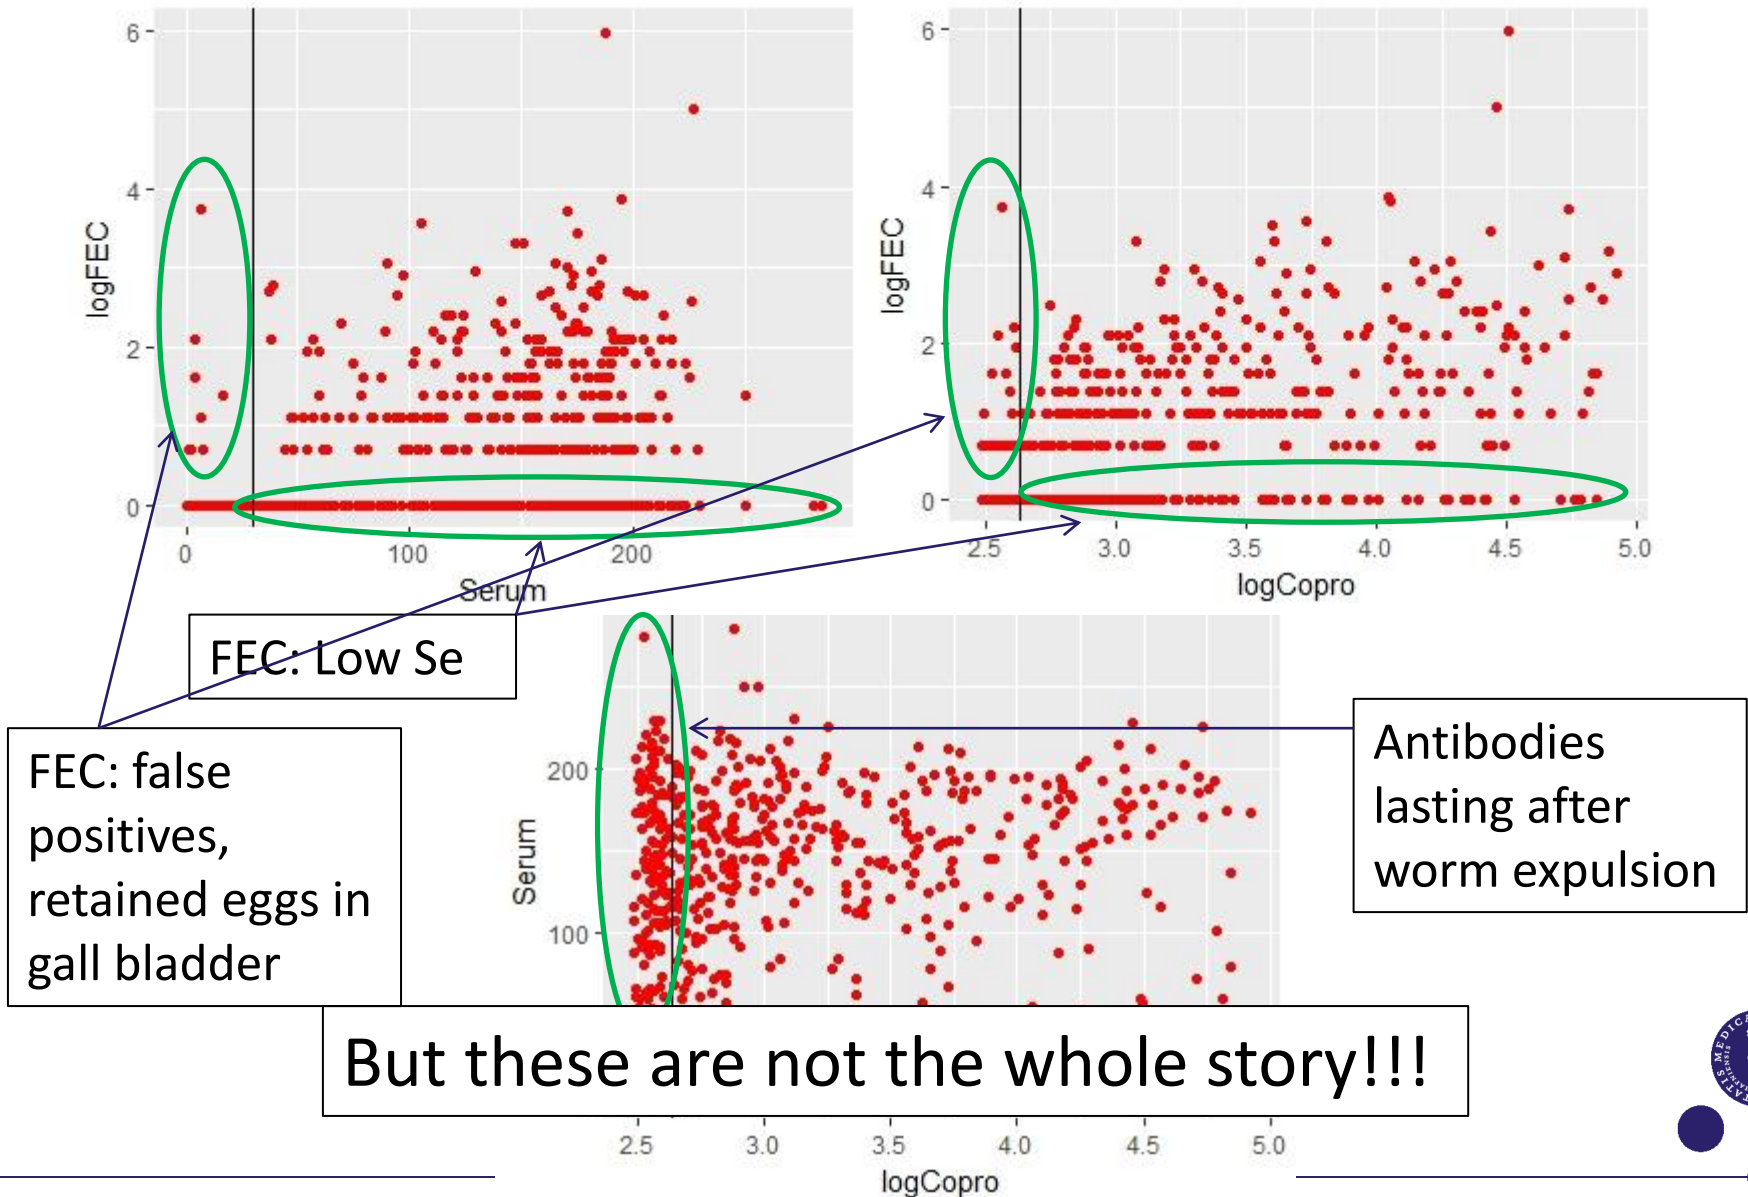 6
4
2
0
logFEC
0
100
200
Serum
6
4
2
0
logFEC
2.5
3.0
3.5
4.0
4.5
5.0
logCopro
FEC: Low Se
FEC: false
positives,
retained eggs in
gall bladder
200
100
Serum
Antibodies
lasting after
worm expulsion
But these are not the whole story!!!
2.5
3.0
3.5
4.0
4.5
5.0
logCopro